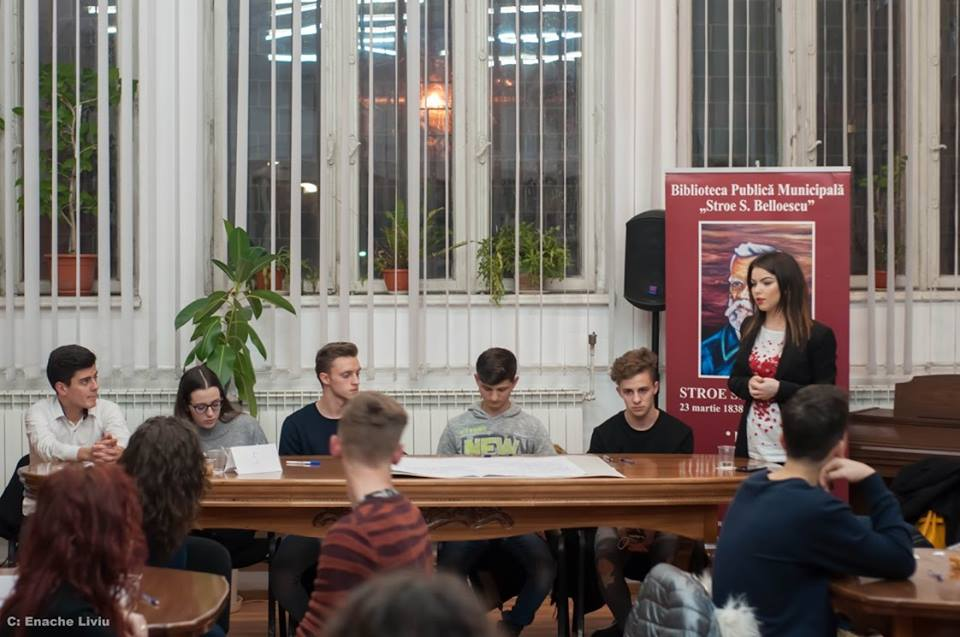 Biblioteca Publică Municipală
„Stroe S. Belloescu”
STROE S.
23 martie 1838
NEW
C: Enache Liviu